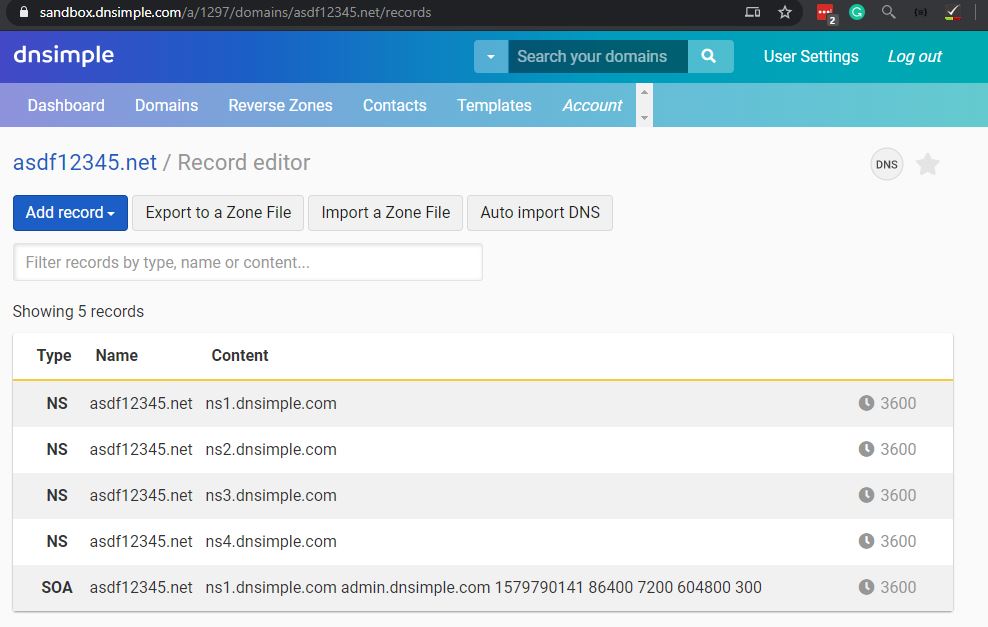 sandbox.dnsimple.com/a/1297/domains/asdf12345.net/records 2
dnsimple Search your domains User Settings Log out
Dashboard Domains Reverse Zones Contacts Templates Account
asdf12345.net / Record editor DNS
Add record Export to a Zone File Import a Zone File Auto import DNS
Filter records by type, name or content...
Showing 5 records
Type Name Content
NS asdf12345.net ns1.dnsimple.com 3600
NS asdf12345.net ns2.dnsimple.com 3600
NS asdf12345.net ns3.dnsimple.com 3600
NS asdf12345.net ns4.dnsimple.com 3600
SOA asdf12345.net ns1.dnsimple.com admin.dnsimple.com 1579790141 86400 7200 604800 300 3600